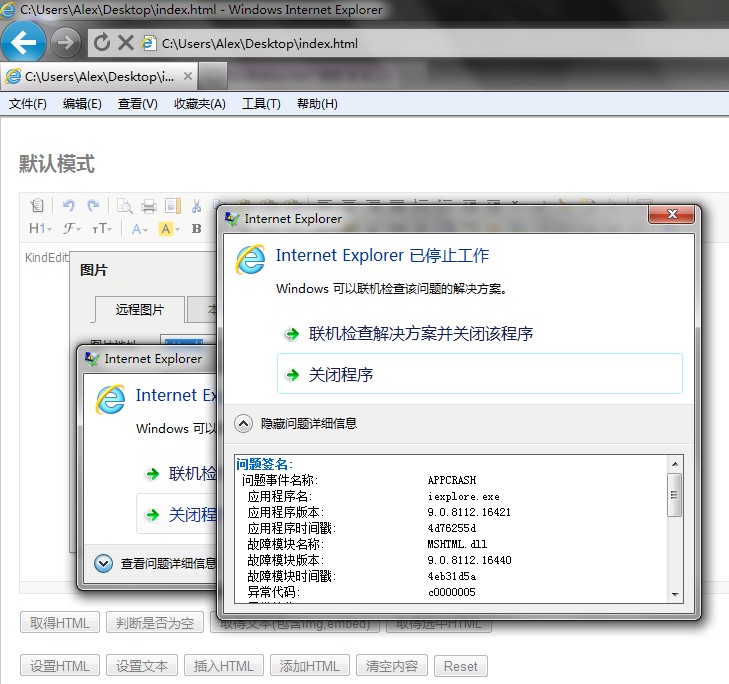 C:\Users\Alex\Desktop\index.html - Windows Internet Explorer
C:\Users\Alex\Desktop\index.html
C:\Users\Alex\Desktop\i...
文件(F) 编辑(E) 查看(V) 收藏夹(A) 工具(T) 帮助(H)
默认模式
H1 F тT A A B
KindEdit
图片
远程图片 本
Internet Explorer
Internet Explorer 已停止工作
Windows 可以联机检查该问题的解决方案。
联机检查解决方案并关闭该程序
关闭程序
隐藏问题详细信息
问题签名:
问题事件名称: APPCRASH
应用程序名: iexplore.exe
应用程序版本: 9.0.8112.16421
应用程序时间戳: 4d76255d
故障模块名称: MSHTML.dll
故障模块版本: 9.0.8112.16440
故障模块时间戳: 4eb31d5a
异常代码: c0000005
Internet Explorer
Internet Ex
Windows 可以
联机检
关闭程
查看问题详细信息
取得HTML 判断是否为空 取得文本(包含img,embed) 取得选中HTML
设置HTML 设置文本 插入HTML 添加HTML 清空内容 Reset